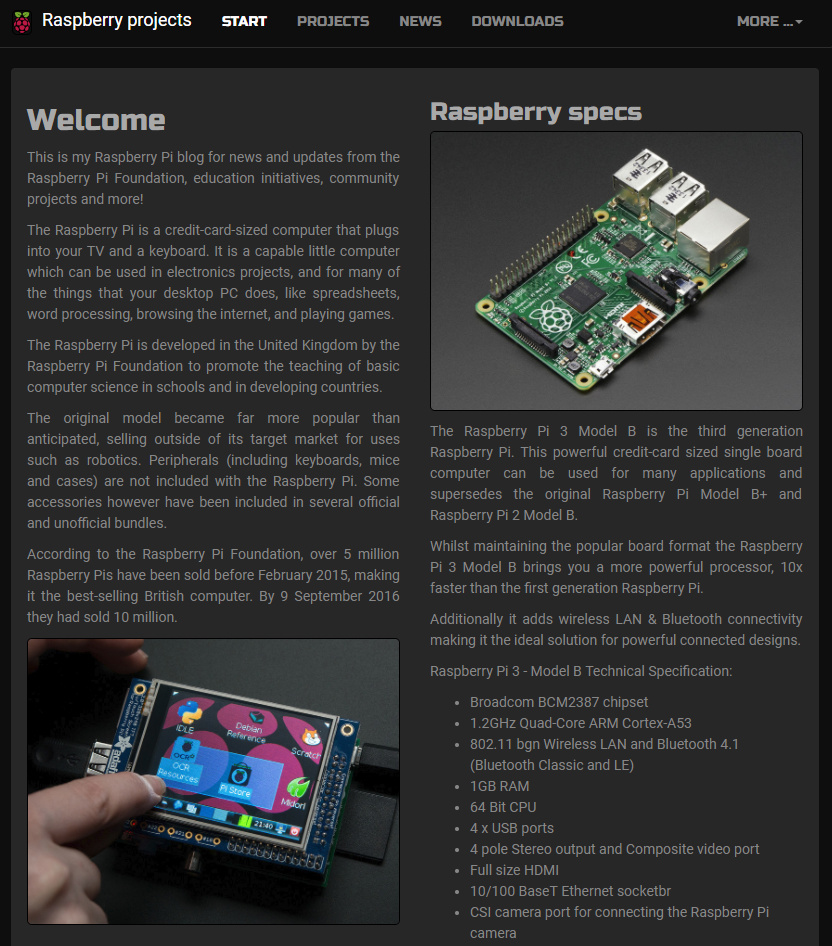 Raspberry projects
START
PROJECTS
NEWS
DOWNLOADS
MORE ...
Welcome
This is my Raspberry Pi blog for news and updates from the
Raspberry Pi Foundation, education initiatives, community
projects and more!
The Raspberry Pi is a credit-card-sized computer that plugs
into your TV and a keyboard. It is a capable little computer
which can be used in electronics projects, and for many of
the things that your desktop PC does, like spreadsheets,
word processing, browsing the internet, and playing games.
The Raspberry Pi is developed in the United Kingdom by the
Raspberry Pi Foundation to promote the teaching of basic
computer science in schools and in developing countries.
The original model became far more popular than
anticipated, selling outside of its target market for uses
such as robotics. Peripherals (including keyboards, mice
and cases) are not included with the Raspberry Pi. Some
accessories however have been included in several official
and unofficial bundles.
According to the Raspberry Pi Foundation, over 5 million
Raspberry Pis have been sold before February 2015, making
it the best-selling British computer. By 9 September 2016
they had sold 10 million.
IDLE
Debian
Reference
Scratch
OCR
Resources
Pi Store
Midori
21:40
Raspberry specs
The Raspberry Pi 3 Model B is the third generation
Raspberry Pi. This powerful credit-card sized single board
computer can be used for many applications and
supersedes the original Raspberry Pi Model B+ and
Raspberry Pi 2 Model B.
Whilst maintaining the popular board format the Raspberry
Pi 3 Model B brings you a more powerful processor, 10x
faster than the first generation Raspberry Pi.
Additionally it adds wireless LAN & Bluetooth connectivity
making it the ideal solution for powerful connected designs.
Raspberry Pi 3 - Model B Technical Specification:
• Broadcom BCM2387 chipset
• 1.2GHz Quad-Core ARM Cortex-A53
• 802.11 bgn Wireless LAN and Bluetooth 4.1
(Bluetooth Classic and LE)
• 1GB RAM
• 64 Bit CPU
• 4 x USB ports
• 4 pole Stereo output and Composite video port
• Full size HDMI
• 10/100 BaseT Ethernet socketbr
• CSI camera port for connecting the Raspberry Pi
camera